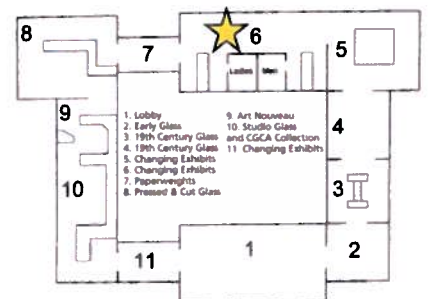 8
6
5
7
Ladies Men
9
1. Lobby
2. Early Glass
3. 19th Century Glass
4. 19th Century Glass
5. Changing Exhibits
6. Changing Exhibits
7. Paperweights
8. Pressed & Cut Glass
9. Art Nouveau
10. Studio Glass
and CGCA Collection
11. Changing Exhibits
4
10
3
11
1
2